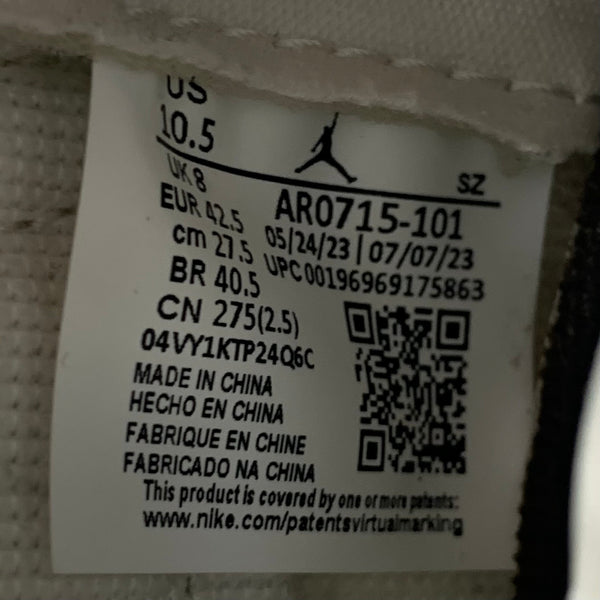 US
10.5
SZ
UK 8
EUR 42.5
cm 27.5
BR 40.5
CN 275(2.5)
AR0715-101
05/24/23 | 07/07/23
UPC00196969175863
04VY1KTP24Q6C
MADE IN CHINA
HECHO EN CHINA
FABRIQUE EN CHINE
FABRICADO NA CHINA
This product is covered by one or more patents:
www.nike.com/patentsvirtualmarking